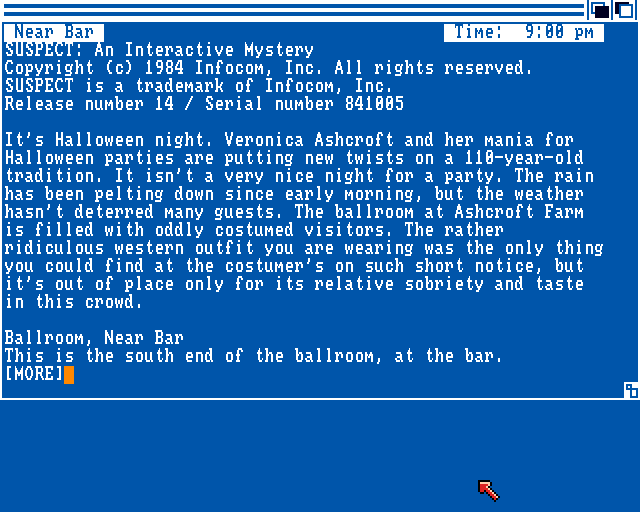 Near Bar Time: 9:00 pm
SUSPECT: An Interactive Mystery
Copyright (c) 1984 Infocom, Inc. All rights reserved.
SUSPECT is a trademark of Infocom, Inc.
Release number 14 / Serial number 841005
It's Halloween night. Veronica Ashcroft and her mania for
Halloween parties are putting new twists on a 110-year-old
tradition. It isn't a very nice night for a party. The rain
has been pelting down since early morning, but the weather
hasn't deterred many guests. The ballroom at Ashcroft Farm
is filled with oddly costumed visitors. The rather
ridiculous western outfit you are wearing was the only thing
you could find at the costumer's on such short notice, but
it's out of place only for its relative sobriety and taste
in this crowd.
Ballroom, Near Bar
This is the south end of the ballroom, at the bar.
[MORE]